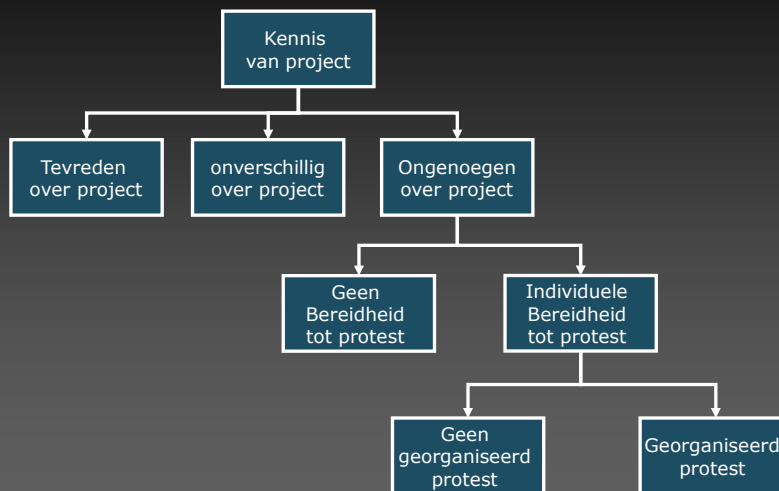 Kennis
van project
Tevreden
over project
onverschillig
over project
Ongenoegen
over project
Geen
Bereidheid
tot protest
Individuele
Bereidheid
tot protest
Geen
georganiseerd
protest
Georganiseerd
protest